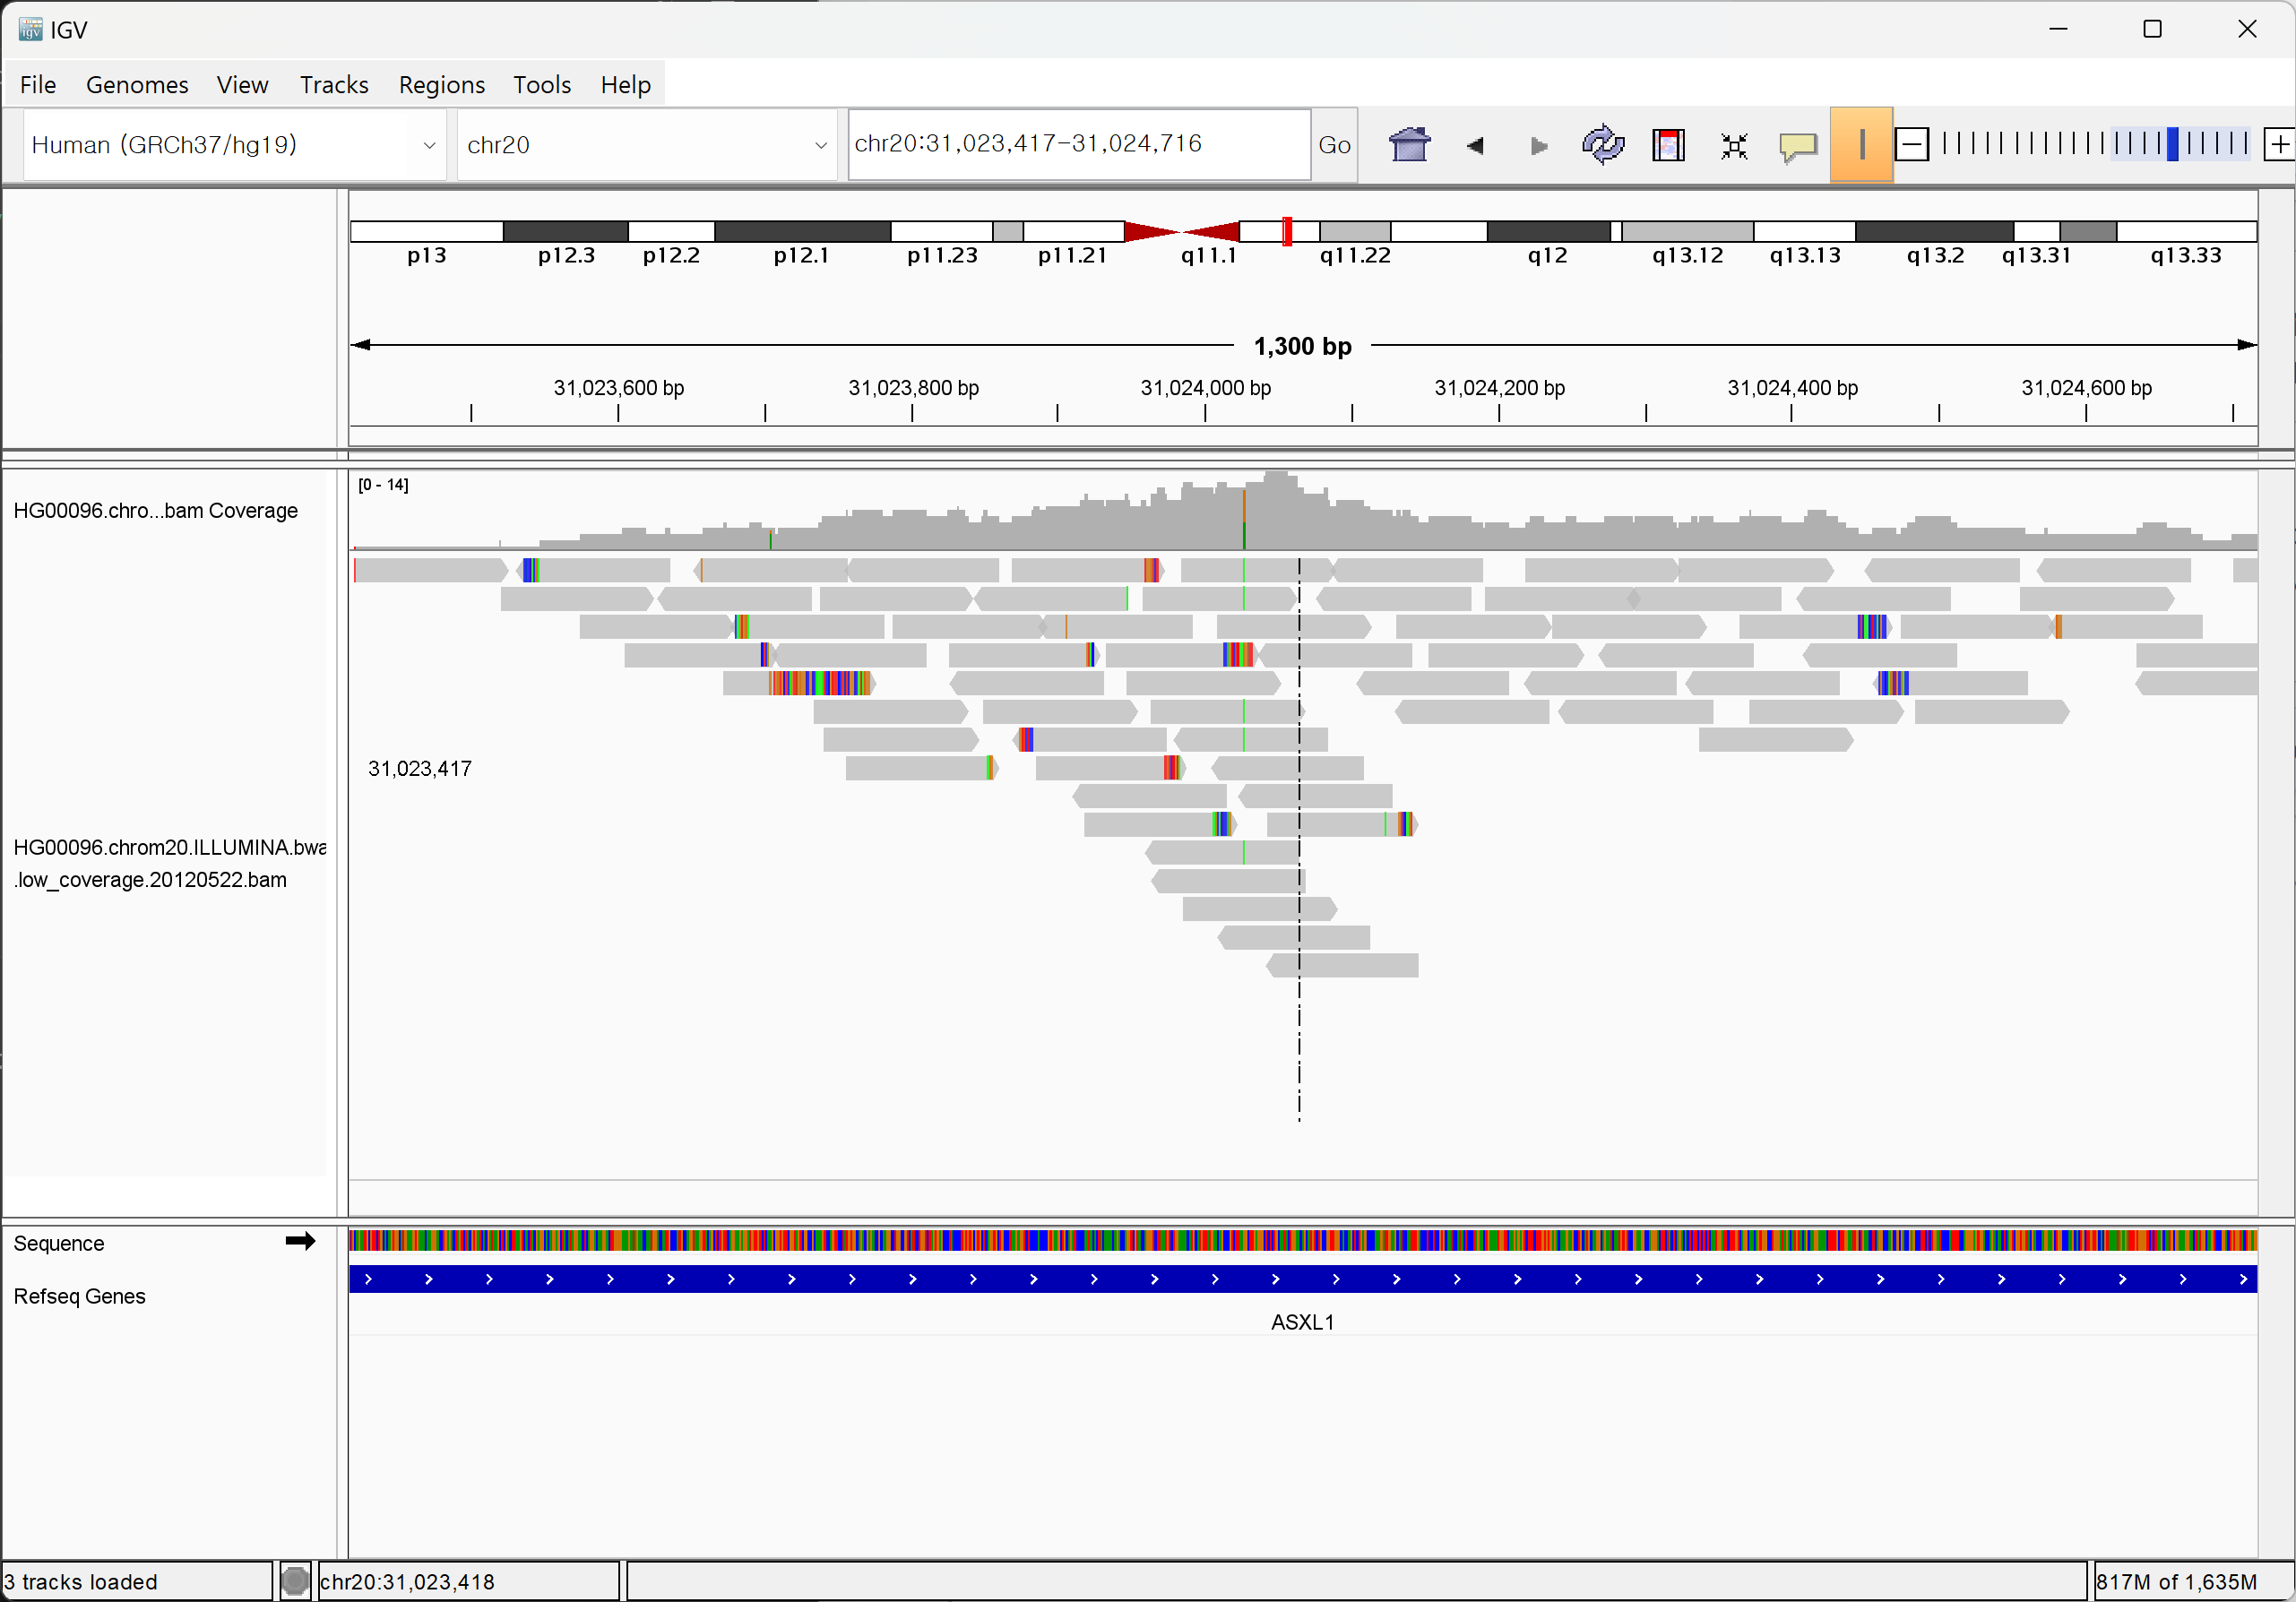 IGV
File Edit Genomes View Tracks Regions Tools Help
Human (GRCh37/hg19) chr20 chr20:31,023,417-31,024,716 Go
p13 p12.3 p12.2 p12.1 p11.23 p11.21 q11.1 q11.22 q12 q13.12 q13.13 q13.2 q13.31 q13.33
1,300 bp
31,023,600 bp 31,023,800 bp 31,024,000 bp 31,024,200 bp 31,024,400 bp 31,024,600 bp
[0 - 14]
HG00096.chro...bam Coverage
31,023,417
HG00096.chrom20.ILLUMINA.bwa
.low_coverage.20120522.bam
Sequence
Refseq Genes
ASXL1
3 tracks loaded chr20:31,023,418 817M of 1,635M